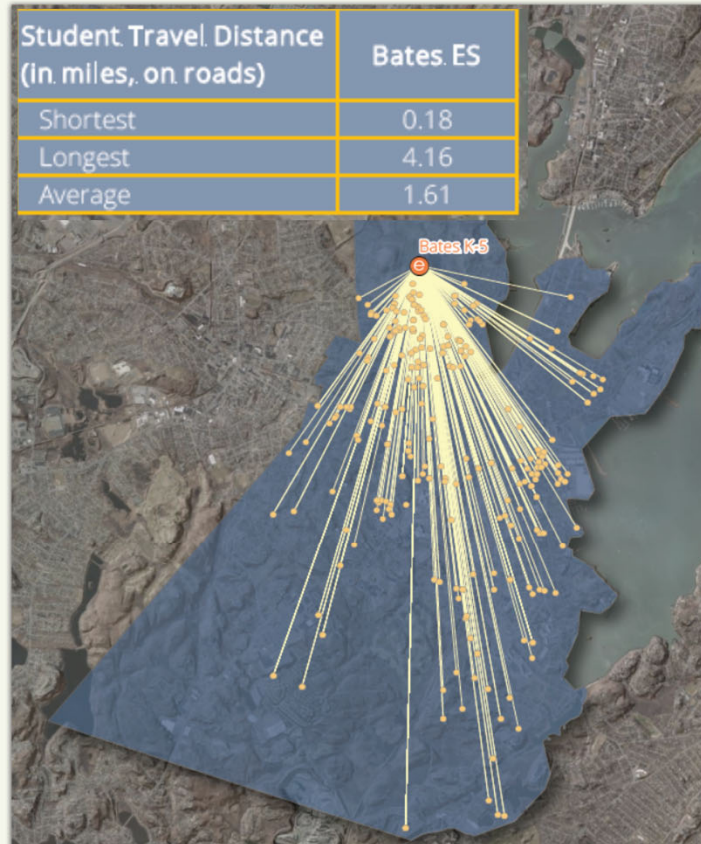 Student Travel Distance
(in miles, on roads)
Bates ES
Shortest
0.18
Longest
4.16
Average
1.61
Bates K-5